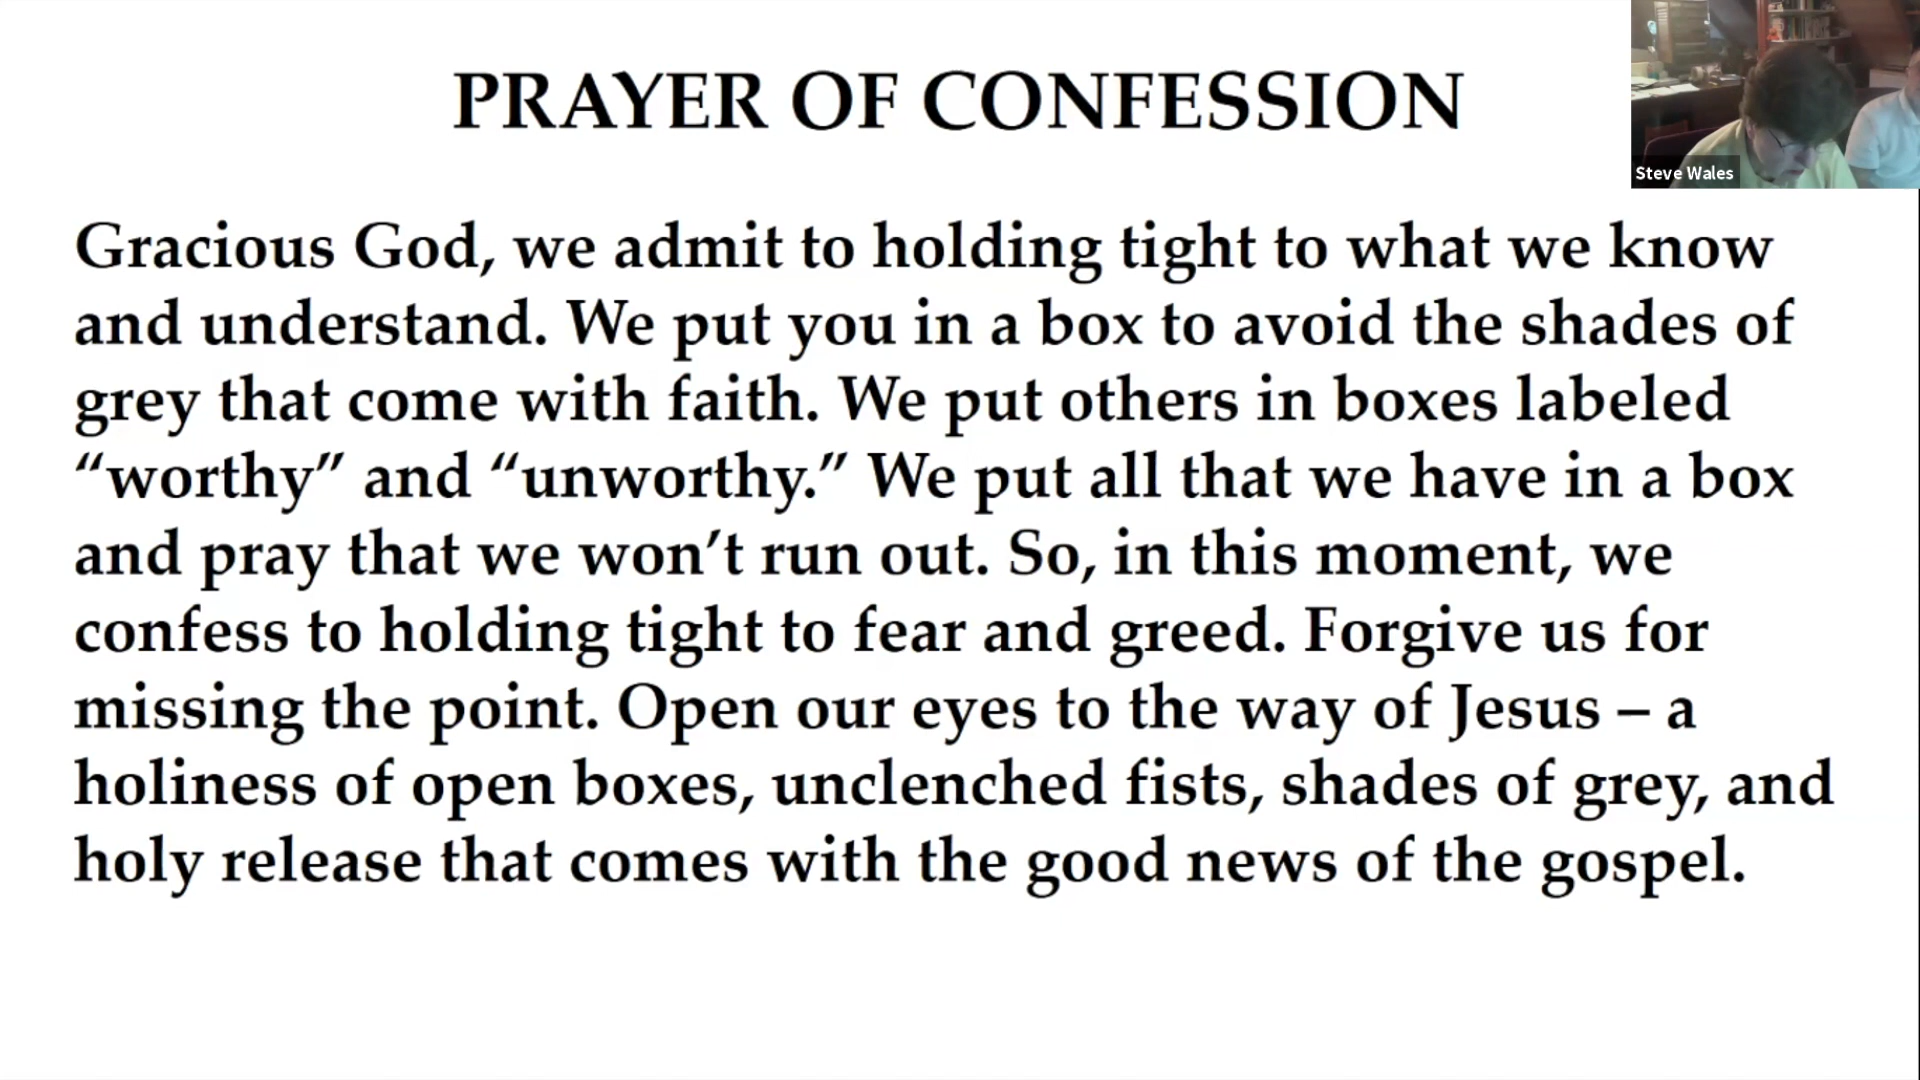 PRAYER OF CONFESSION
Steve Wales
Gracious God, we admit to holding tight to what we know
and understand. We put you in a box to avoid the shades of
grey that come with faith. We put others in boxes labeled
“worthy” and “unworthy.” We put all that we have in a box
and pray that we won’t run out. So, in this moment, we
confess to holding tight to fear and greed. Forgive us for
missing the point. Open our eyes to the way of Jesus – a
holiness of open boxes, unclenched fists, shades of grey, and
holy release that comes with the good news of the gospel.